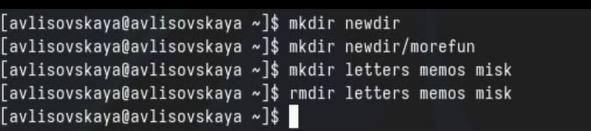 [avlisovskaya@avlisovskaya ~]$ mkdir newdir
[avlisovskaya@avlisovskaya ~]$ mkdir newdir/morefun
[avlisovskaya@avlisovskaya ~]$ mkdir letters memos misk
[avlisovskaya@avlisovskaya ~]$ rmdir letters memos misk
[avlisovskaya@avlisovskaya ~]$